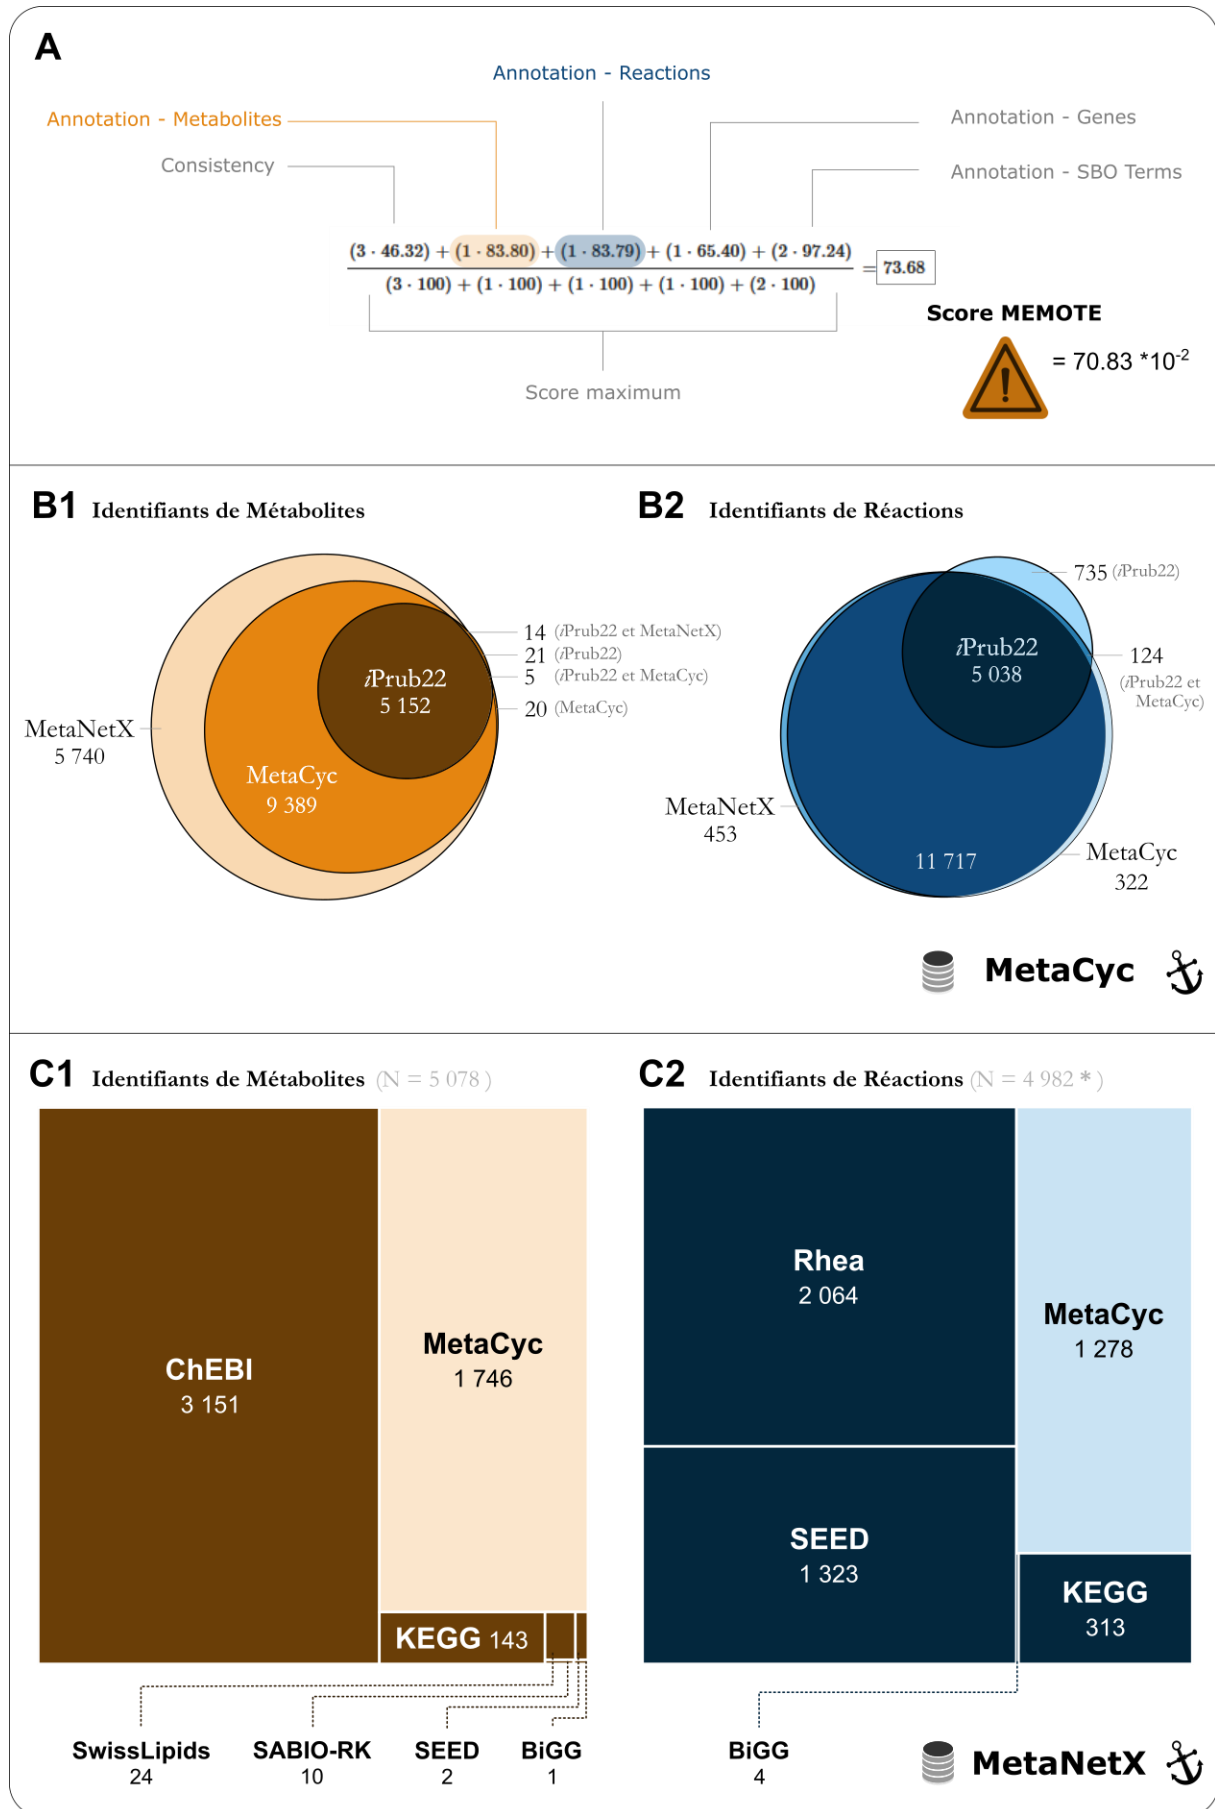 A
Annotation - Reactions
Annotation - Metabolites
Annotation - Genes
Consistency
Annotation - SBO Terms
(3 · 46.32) + (1 · 83.80) + (1 · 83.79) + (1 · 65.40) + (2 · 97.24)
(3 · 100) + (1 · 100) + (1 · 100) + (1 · 100) + (2 · 100)
= 73.68
Score MEMOTE
= 70.83 *10-2
Score maximum
B1 Identifiants de Métabolites
14 (iPrub22 et MetaNetX)
21 (iPrub22)
5 (iPrub22 et MetaCyc)
20 (MetaCyc)
iPrub22
5 152
MetaNetX
5 740
MetaCyc
9 389
B2 Identifiants de Réactions
735 (iPrub22)
iPrub22
5 038
124
(iPrub22 et
MetaCyc)
MetaNetX
453
11 717
MetaCyc
322
MetaCyc
C1 Identifiants de Métabolites (N = 5 078 )
ChEBI
3 151
MetaCyc
1 746
KEGG 143
SwissLipids
24
SABIO-RK
10
SEED
2
BiGG
1
C2 Identifiants de Réactions (N = 4 982 * )
Rhea
2 064
MetaCyc
1 278
SEED
1 323
KEGG
313
BiGG
4
MetaNetX